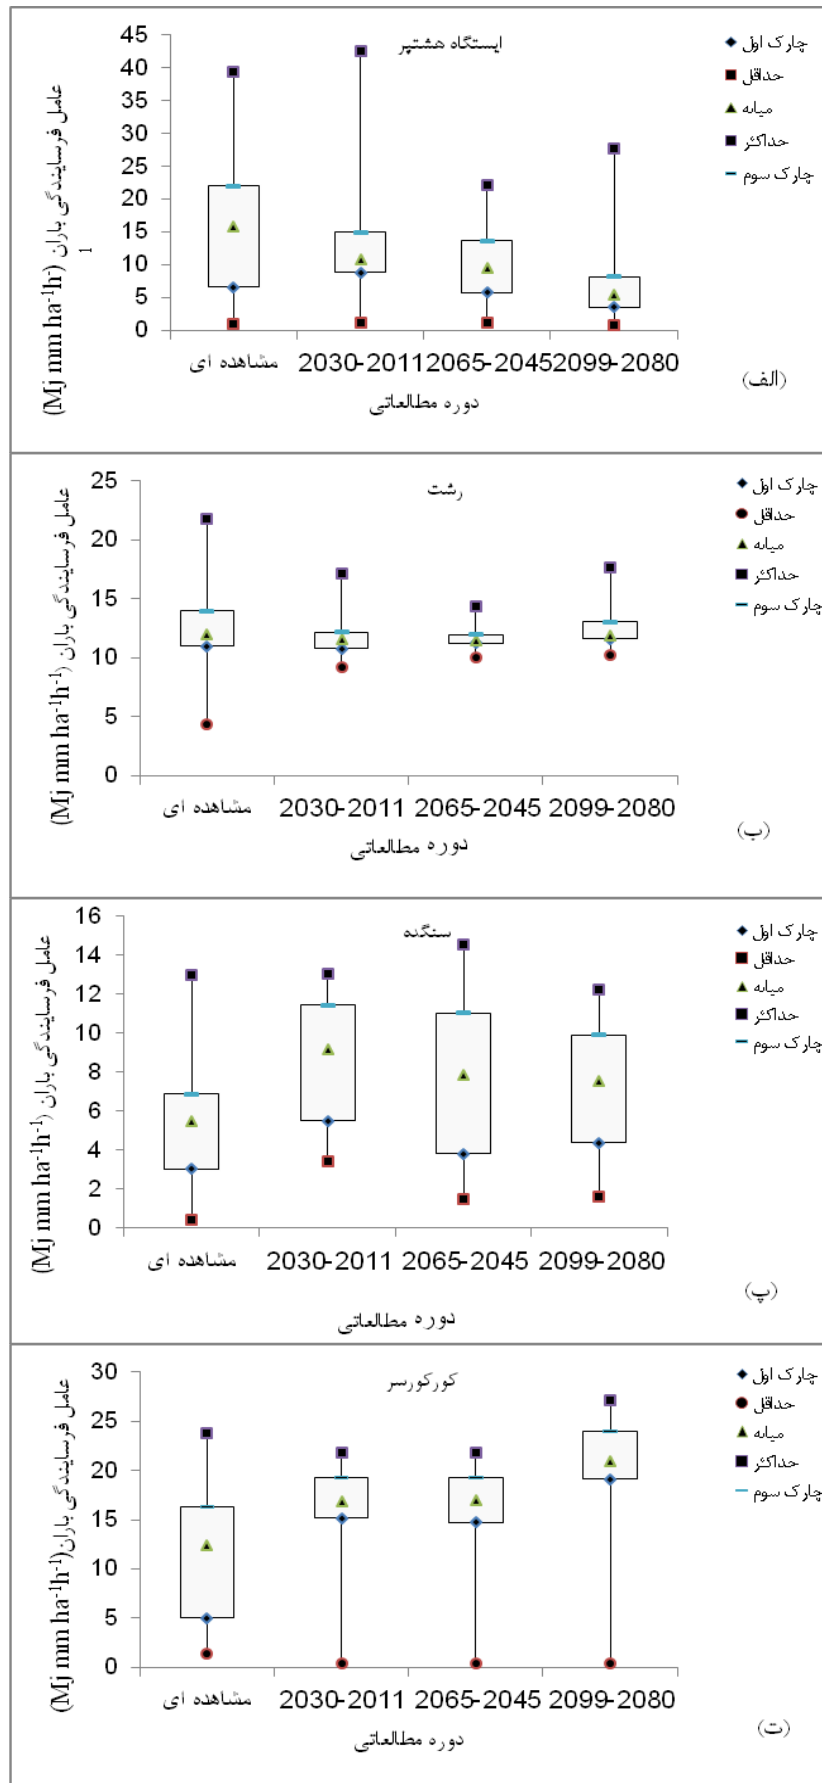 ایستگاه هشتپر
عامل فرسایندگی باران (Mj mm ha⁻¹h⁻1)
45
40
35
30
25
20
15
10
5
0
مشاهده ای 2030-2011 2065-2045 2099-2080
دوره مطالعاتی
چارک اول
حداقل
میانه
حداکثر
چارک سوم
(الف)
رشت
عامل فرسایندگی باران (Mj mm ha⁻¹h⁻¹)
25
20
15
10
5
0
مشاهده ای 2030-2011 2065-2045 2099-2080
دوره مطالعاتی
چارک اول
حداقل
میانه
حداکثر
چارک سوم
(ب)
سنگده
عامل فرسایندگی باران (Mj mm ha⁻¹h⁻¹)
16
14
12
10
8
6
4
2
0
مشاهده ای 2030-2011 2065-2045 2099-2080
دوره مطالعاتی
چارک اول
حداقل
میانه
حداکثر
چارک سوم
(پ)
کورکورسر
عامل فرسایندگی باران(Mj mm ha⁻¹h⁻¹)
30
25
20
15
10
5
0
مشاهده ای 2030-2011 2065-2045 2099-2080
دوره مطالعاتی
چارک اول
حداقل
میانه
حداکثر
چارک سوم
(ت)